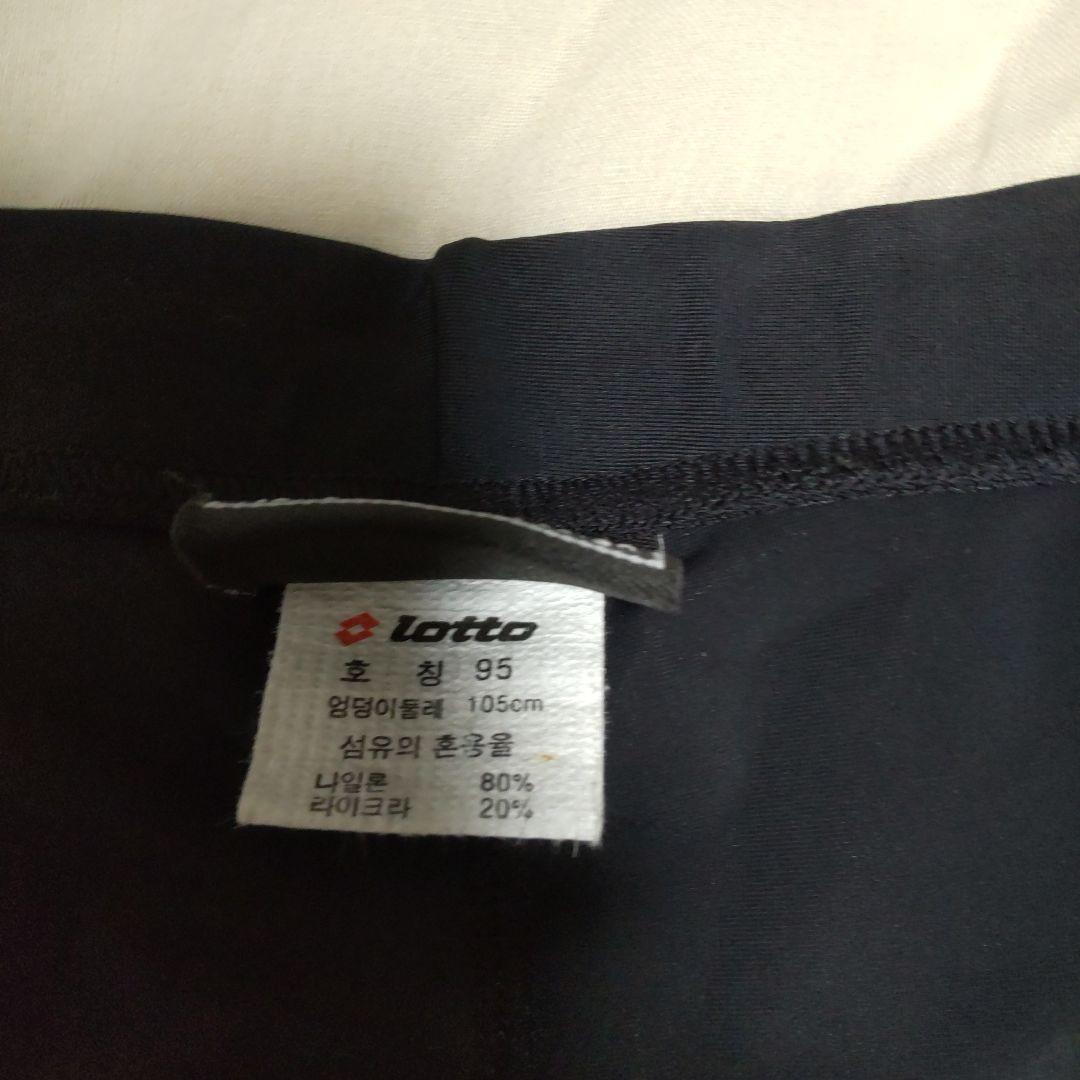 lotto
호 칭 95
엉덩이둘레 105cm
섬유의 혼용율
나일론 80%
라이크라 20%